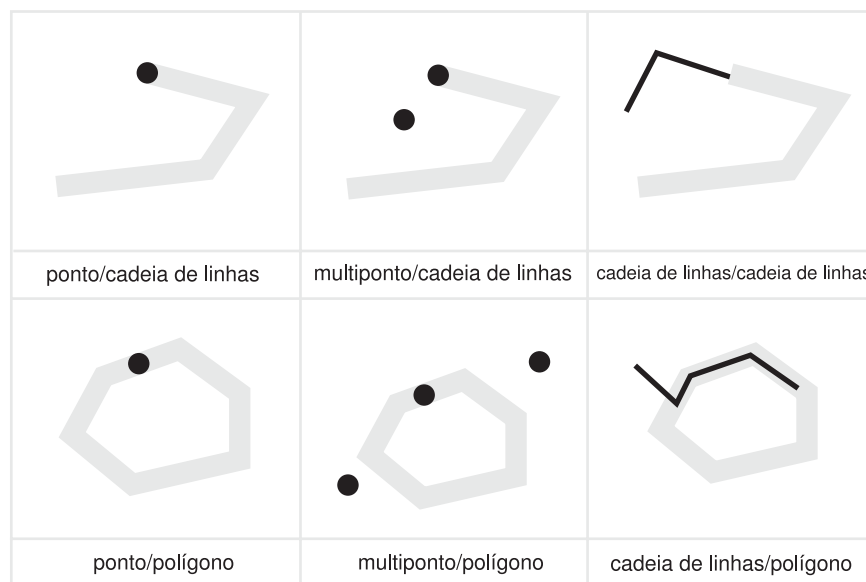 ponto/cadeia de linhas
multiponto/cadeia de linhas
cadeia de linhas/cadeia de linhas
ponto/polígono
multiponto/polígono
cadeia de linhas/polígono